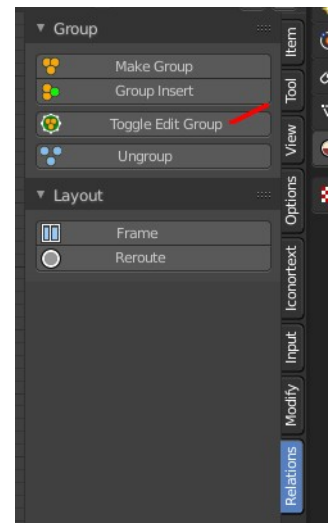 Group
Make Group
Group Insert
Toggle Edit Group
Ungroup
Layout
Frame
Reroute
Item
Tool
View
Options
Iconortext
Input
Modify
Relations